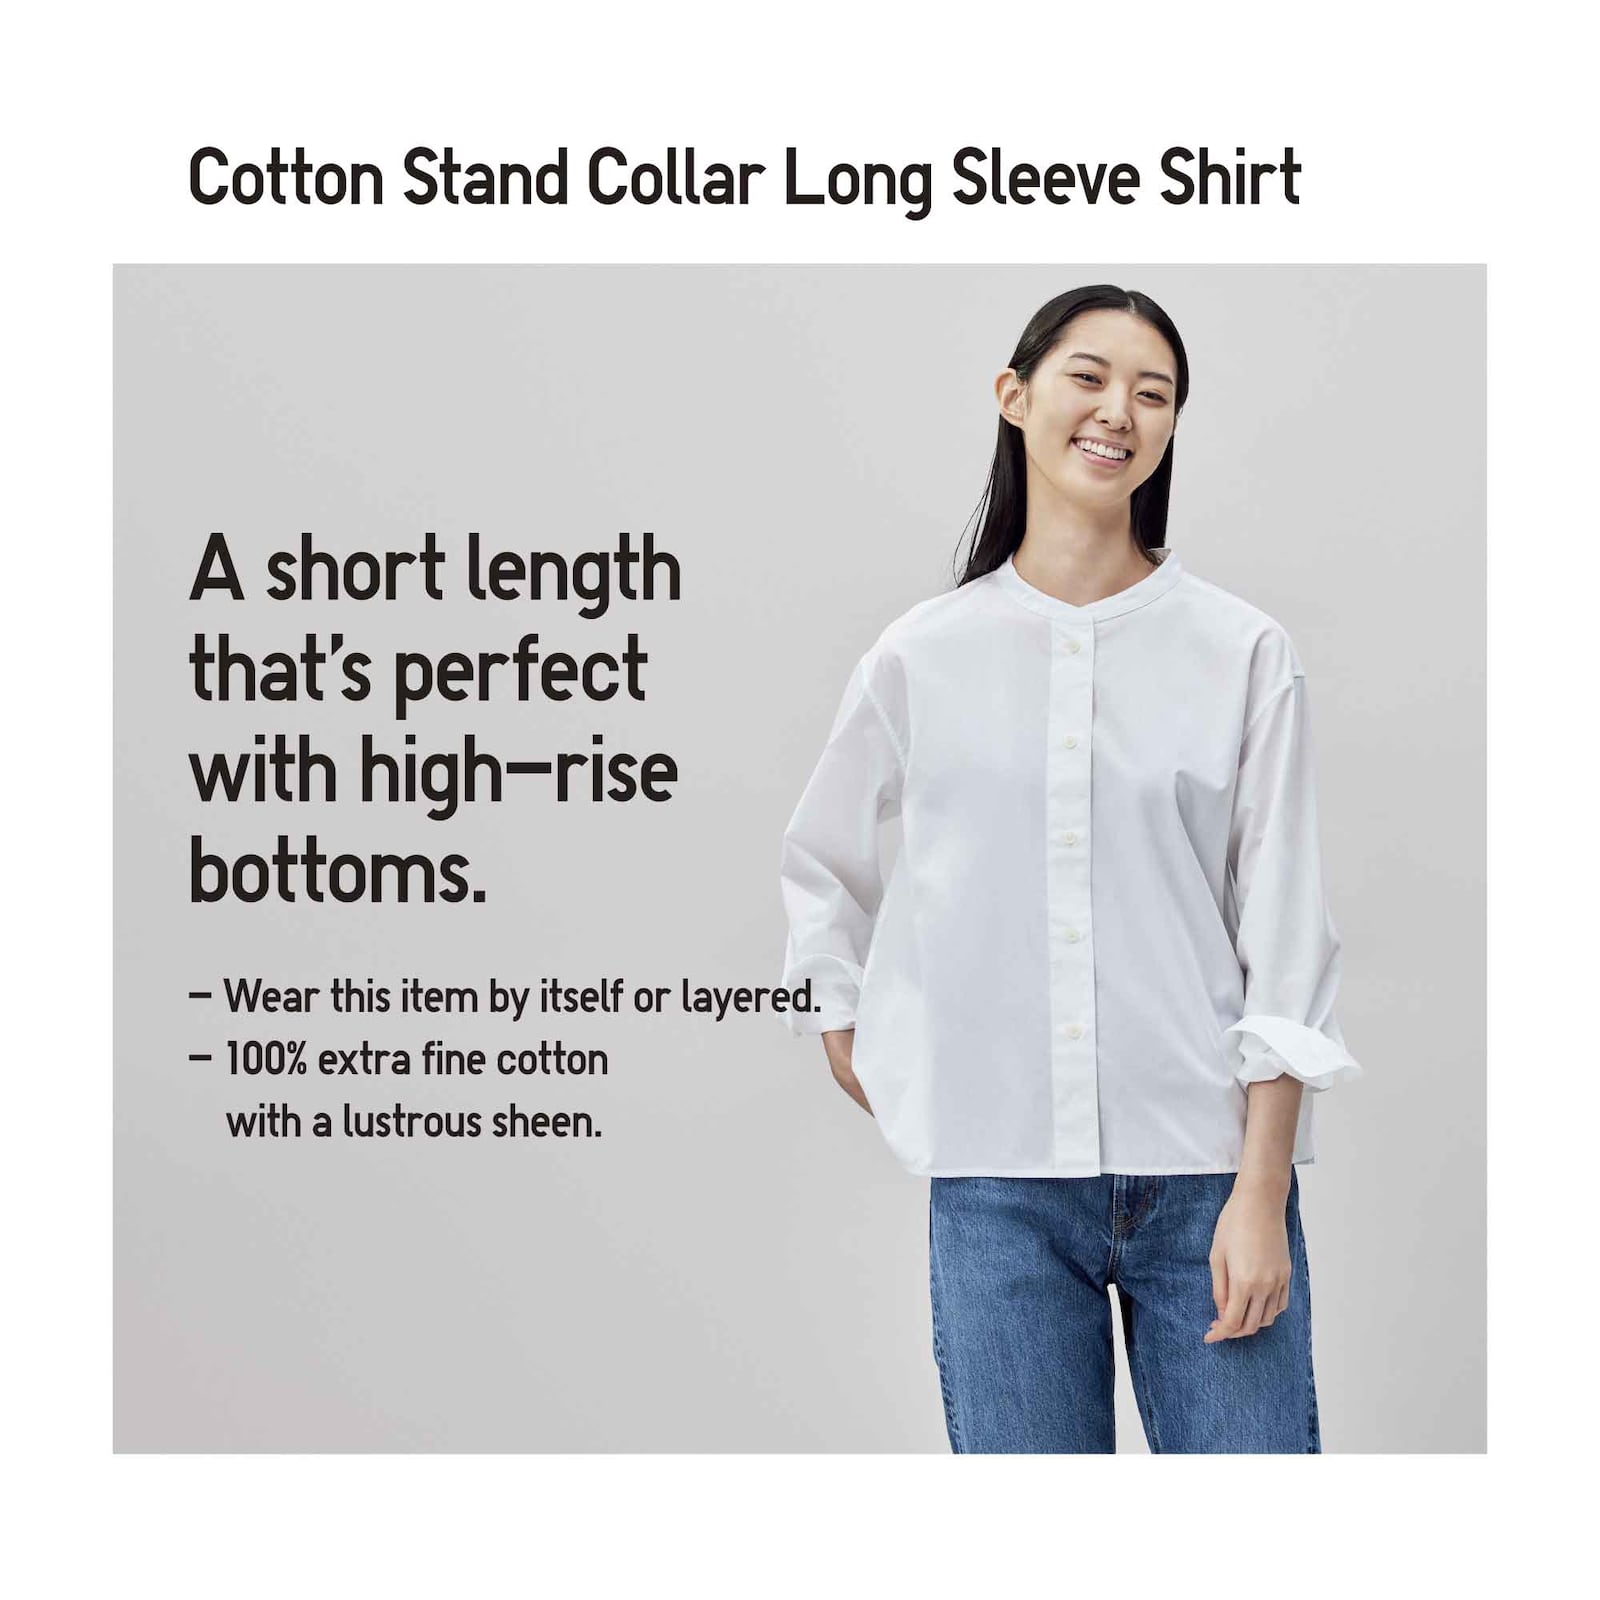 Cotton Stand Collar Long Sleeve Shirt
A short length
that's perfect
with high-rise
bottoms.
- Wear this item by itself or layered.
- 100% extra fine cotton
with a lustrous sheen.